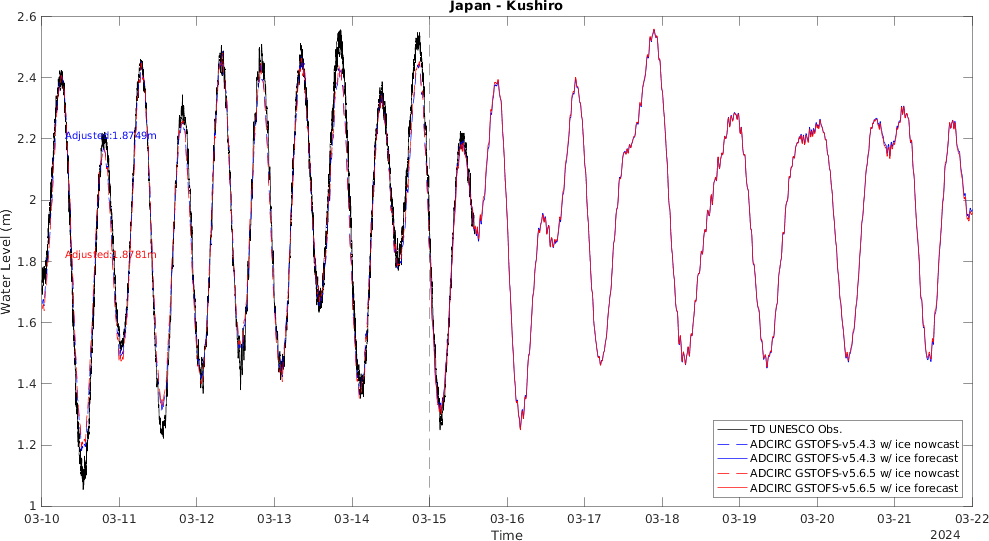 Japan - Kushiro
2.6
2.4
2.2
2
1.8
1.6
1.4
1.2
1
Water Level (m)
Adjusted:1.8749m
Adjusted:1.8781m
TD UNESCO Obs.
ADCIRC GSTOFS-v5.4.3 w/ ice nowcast
ADCIRC GSTOFS-v5.4.3 w/ ice forecast
ADCIRC GSTOFS-v5.6.5 w/ ice nowcast
ADCIRC GSTOFS-v5.6.5 w/ ice forecast
03-10 03-11 03-12 03-13 03-14 03-15 03-16 03-17 03-18 03-19 03-20 03-21 03-22
Time
2024